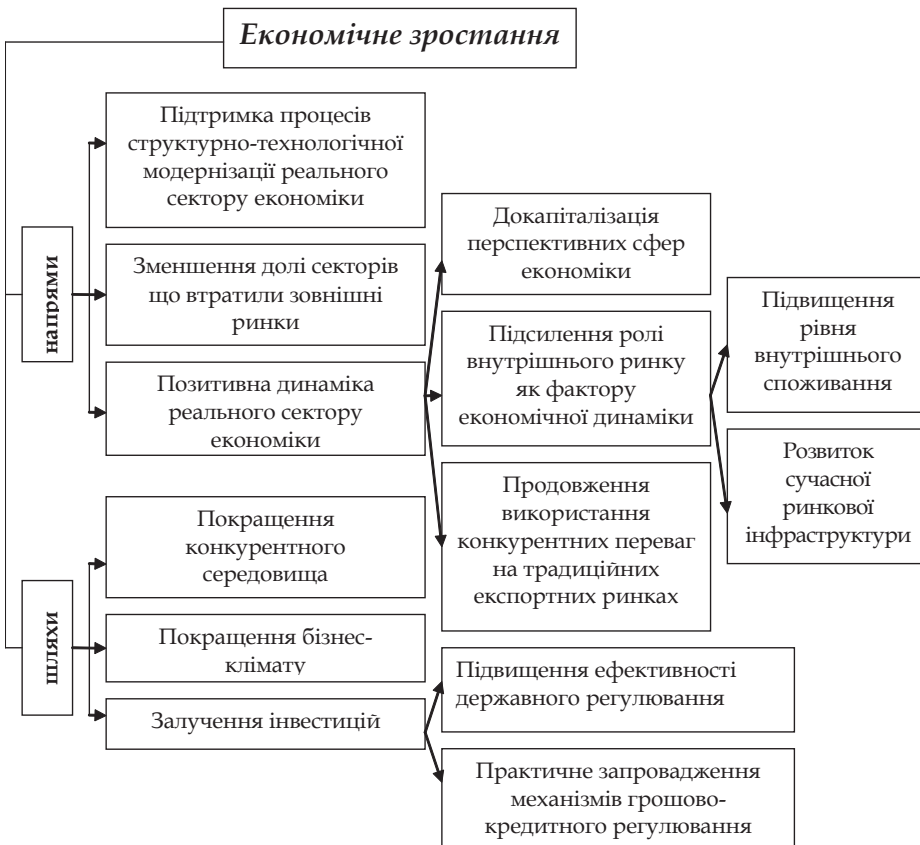 Економічне зростання
напрями
Підтримка процесів
структурно-технологічної
модернізації реального
сектору економіки
Зменшення долі секторів
що втратили зовнішні
ринки
Позитивна динаміка
реального сектору
економіки
Докапіталізація
перспективних сфер
економіки
Підсилення ролі
внутрішнього ринку
як фактору
економічної динаміки
Продовження
використання
конкурентних переваг
на традиційних
експортних ринках
Підвищення
рівня
внутрішнього
споживання
Розвиток
сучасної
ринкової
інфраструктури
шляхи
Покращення
конкурентного
середовища
Покращення бізнес-
клімату
Залучення інвестицій
Підвищення ефективності
державного регулювання
Практичне запровадження
механізмів грошово-
кредитного регулювання